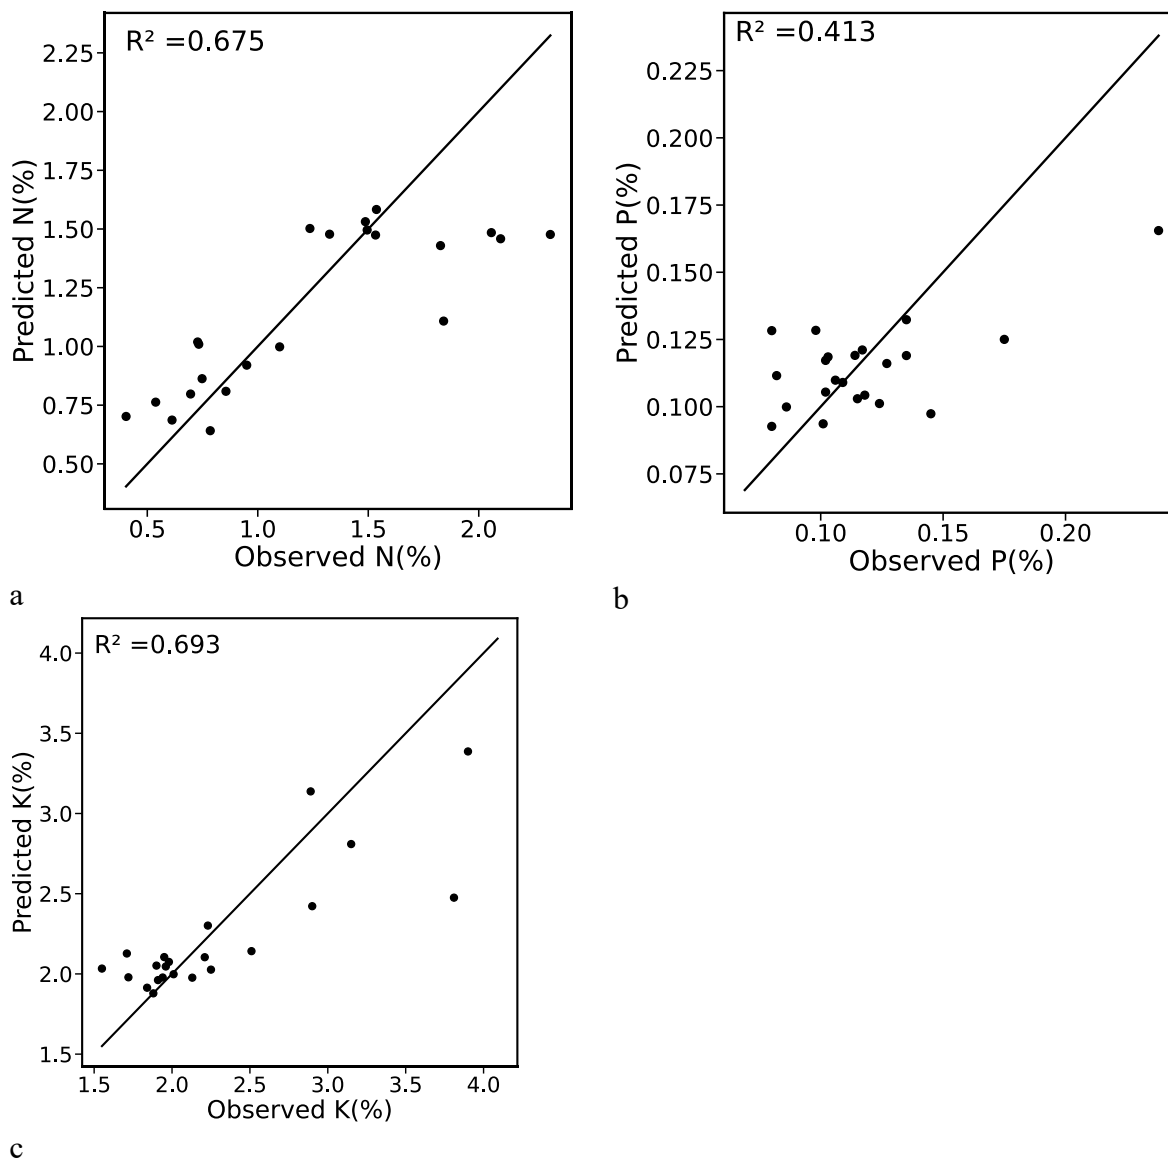 R² =0.675
2.25
2.00
1.75
1.50
1.25
1.00
0.75
0.50
Predicted N(%)
0.5
1.0
1.5
2.0
Observed N(%)
a
R² =0.413
0.225
0.200
0.175
0.150
0.125
0.100
0.075
Predicted P(%)
0.10
0.15
0.20
Observed P(%)
b
R² =0.693
4.0
3.5
3.0
2.5
2.0
1.5
Predicted K(%)
1.5
2.0
2.5
3.0
3.5
4.0
Observed K(%)
c